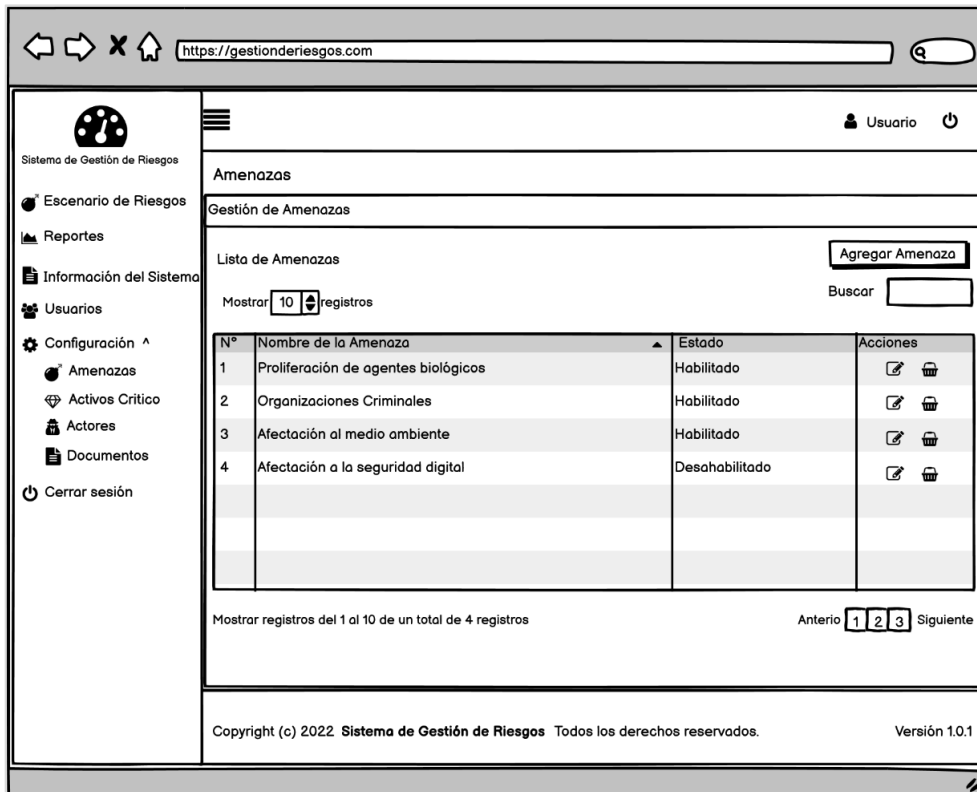 https://gestionderiesgos.com
Sistema de Gestión de Riesgos
Escenario de Riesgos
Reportes
Información del Sistema
Usuarios
Configuración ^
Amenazas
Activos Critico
Actores
Documentos
Cerrar sesión
Usuario
Amenazas
Gestión de Amenazas
Lista de Amenazas
Agregar Amenaza
Mostrar 10 registros
Buscar
N° Nombre de la Amenaza Estado Acciones
1 Proliferación de agentes biológicos Habilitado
2 Organizaciones Criminales Habilitado
3 Afectación al medio ambiente Habilitado
4 Afectación a la seguridad digital Desahabilitado
Mostrar registros del 1 al 10 de un total de 4 registros
Anterio 1 2 3 Siguiente
Copyright (c) 2022 Sistema de Gestión de Riesgos Todos los derechos reservados.
Versión 1.0.1